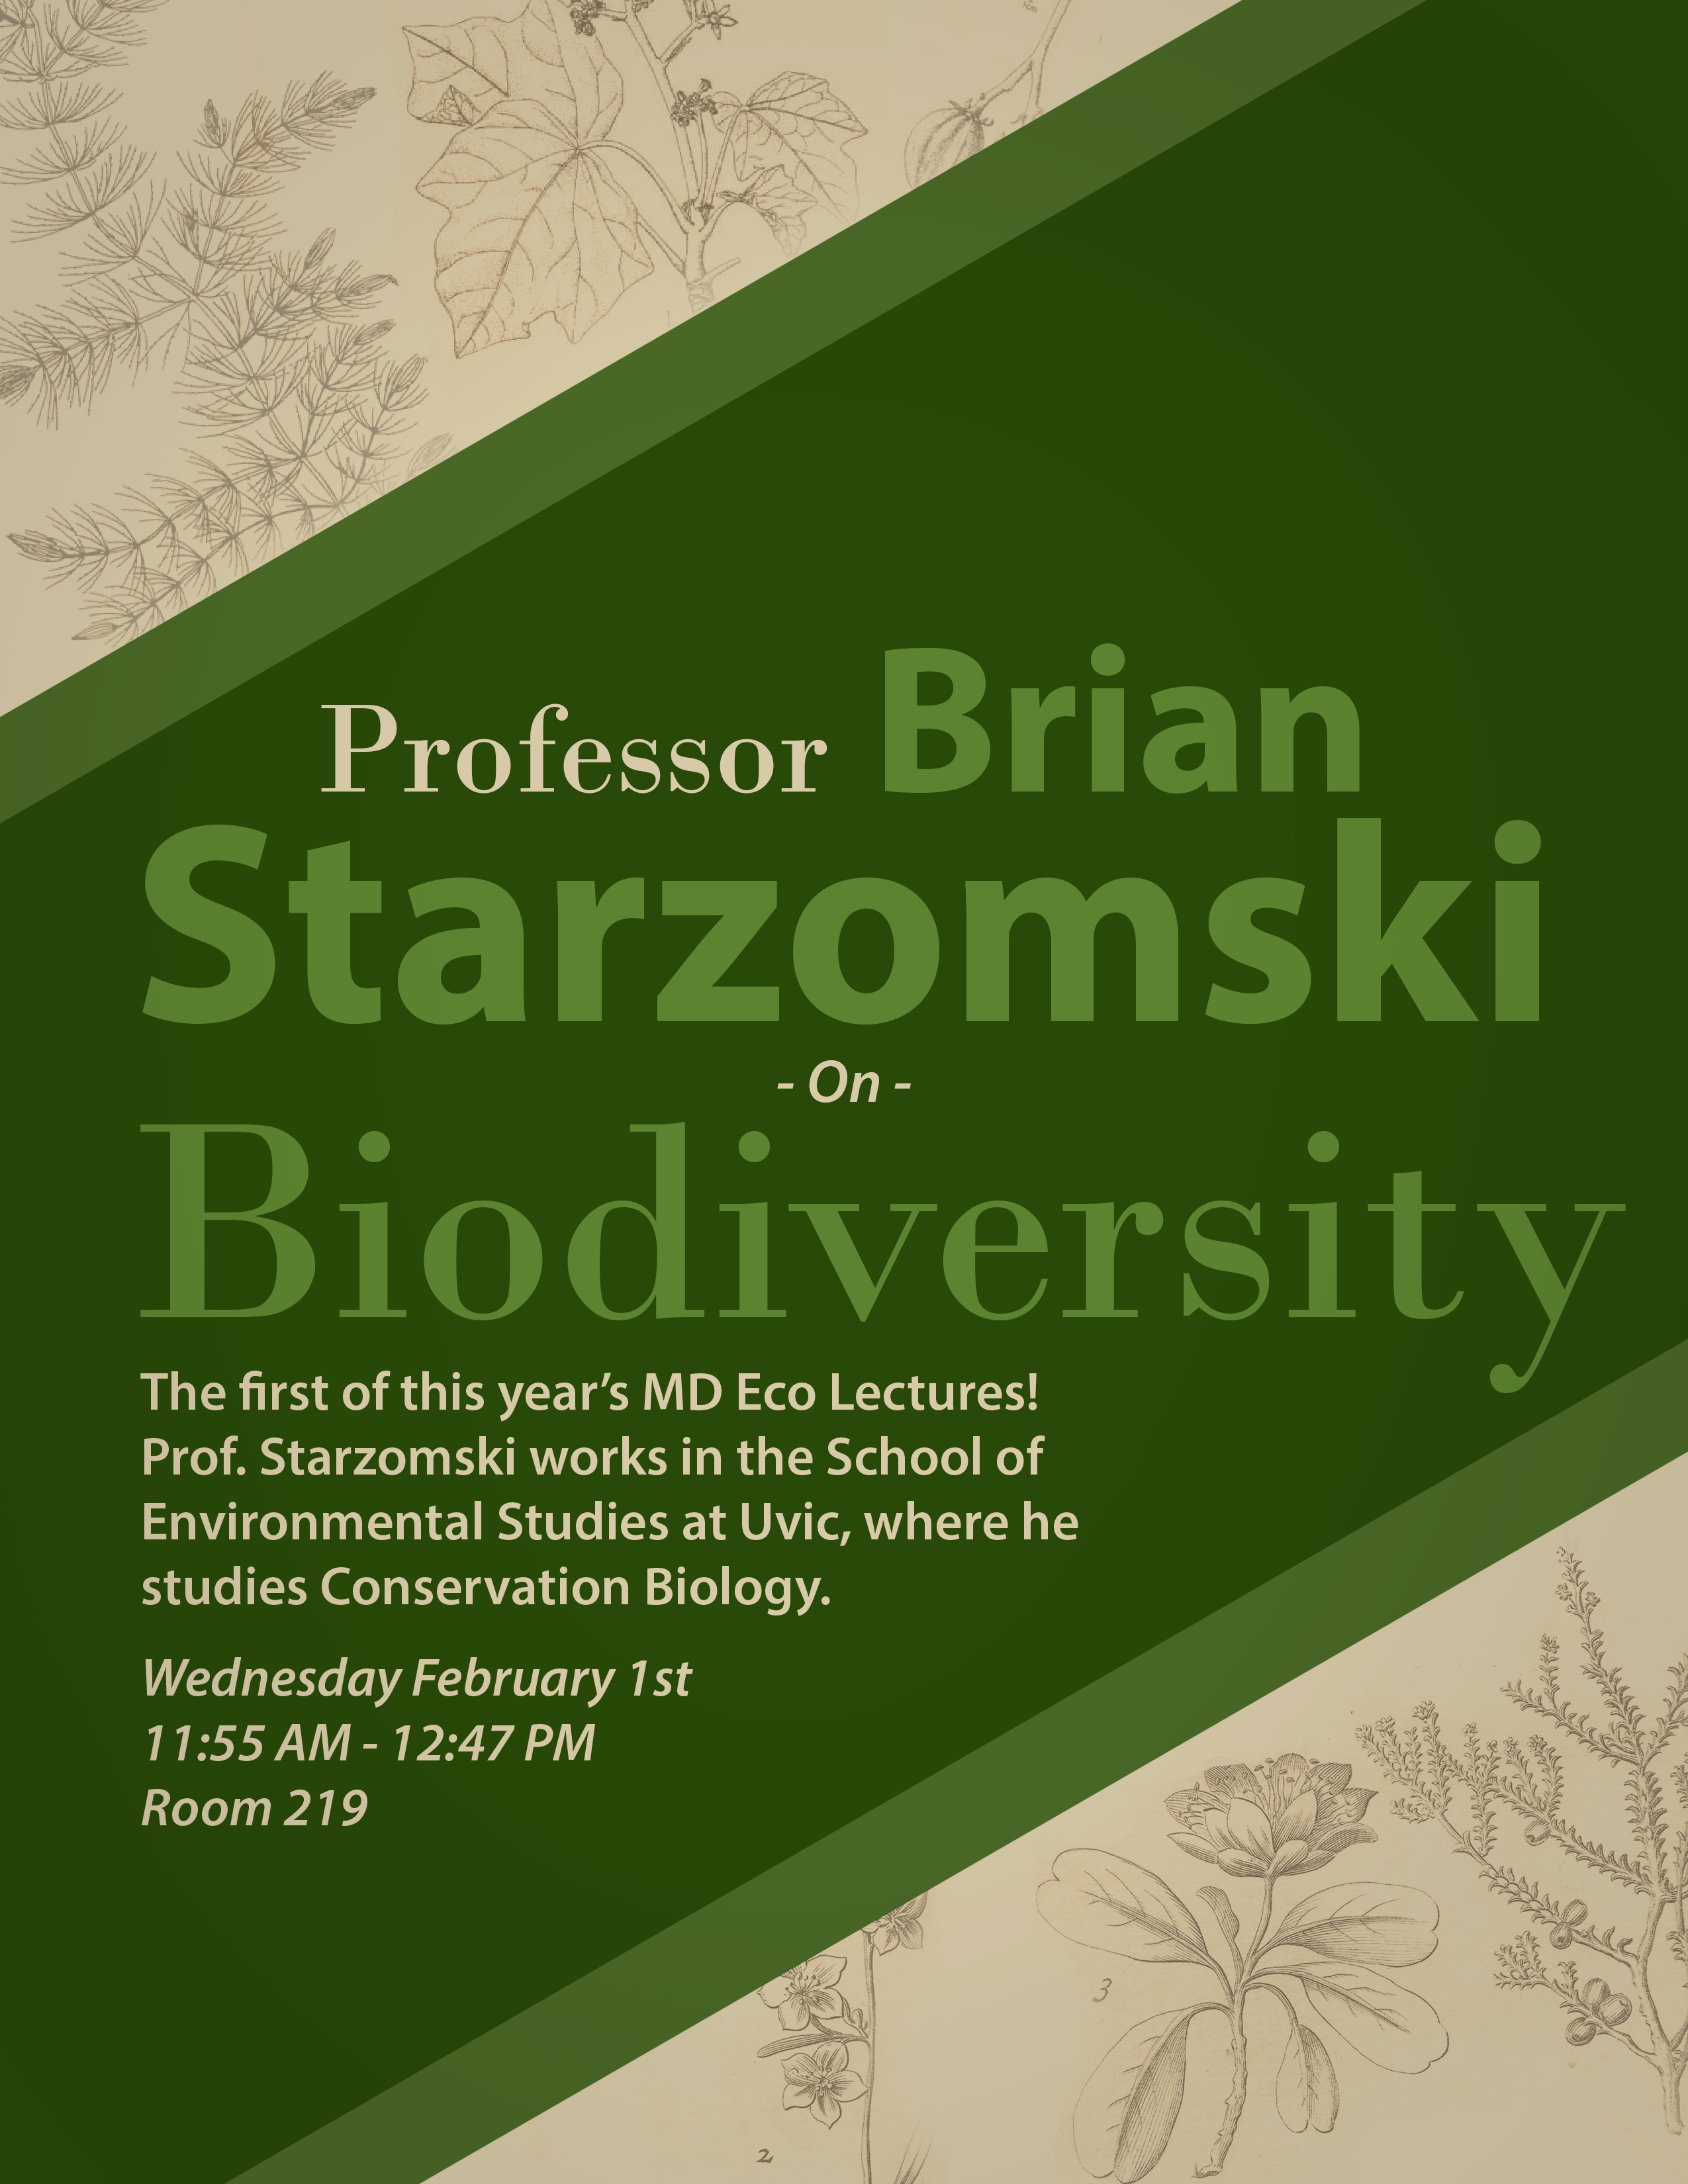 Professor Brian
Starzomski
- On -
Biodiversity
The first of this year’s MD Eco Lectures!
Prof. Starzomski works in the School of
Environmental Studies at Uvic, where he
studies Conservation Biology.
Wednesday February 1st
11:55 AM - 12:47 PM
Room 219
3
2